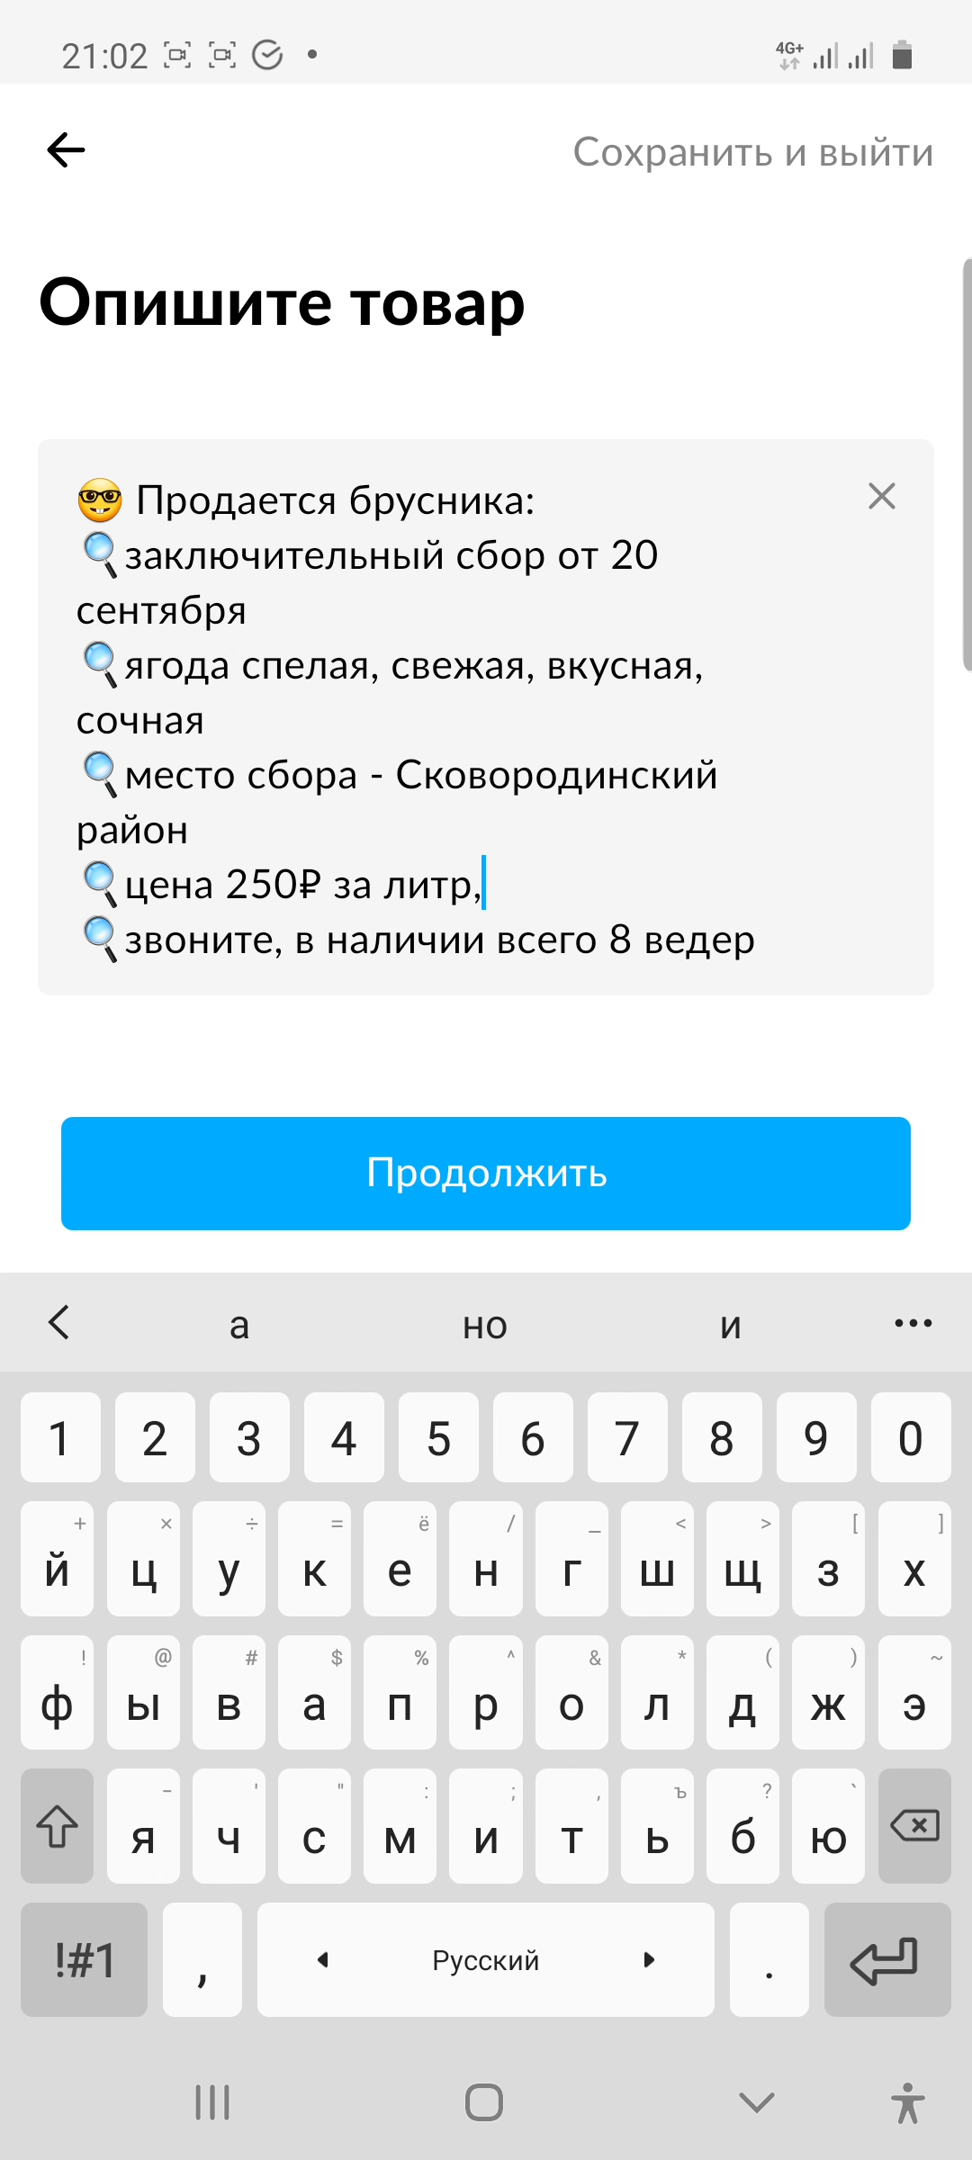 21:02
4G+
Сохранить и выйти
Опишите товар
🤓 Продается брусника:
🔍заключительный сбор от 20
сентября
🔍ягода спелая, свежая, вкусная,
сочная
🔍место сбора - Сковородинский
район
🔍цена 250₽ за литр,
🔍звоните, в наличии всего 8 ведер
Продолжить
а но и
1 2 3 4 5 6 7 8 9 0
+ × ÷ = ё / _ < > [ ]
й ц у к е н г ш щ з х
! @ # $ % ^ & * ( ) ~
ф ы в а п р о л д ж э
- ' " : ; , ъ ? `
я ч с м и т ь б ю
!#1 , Русский .